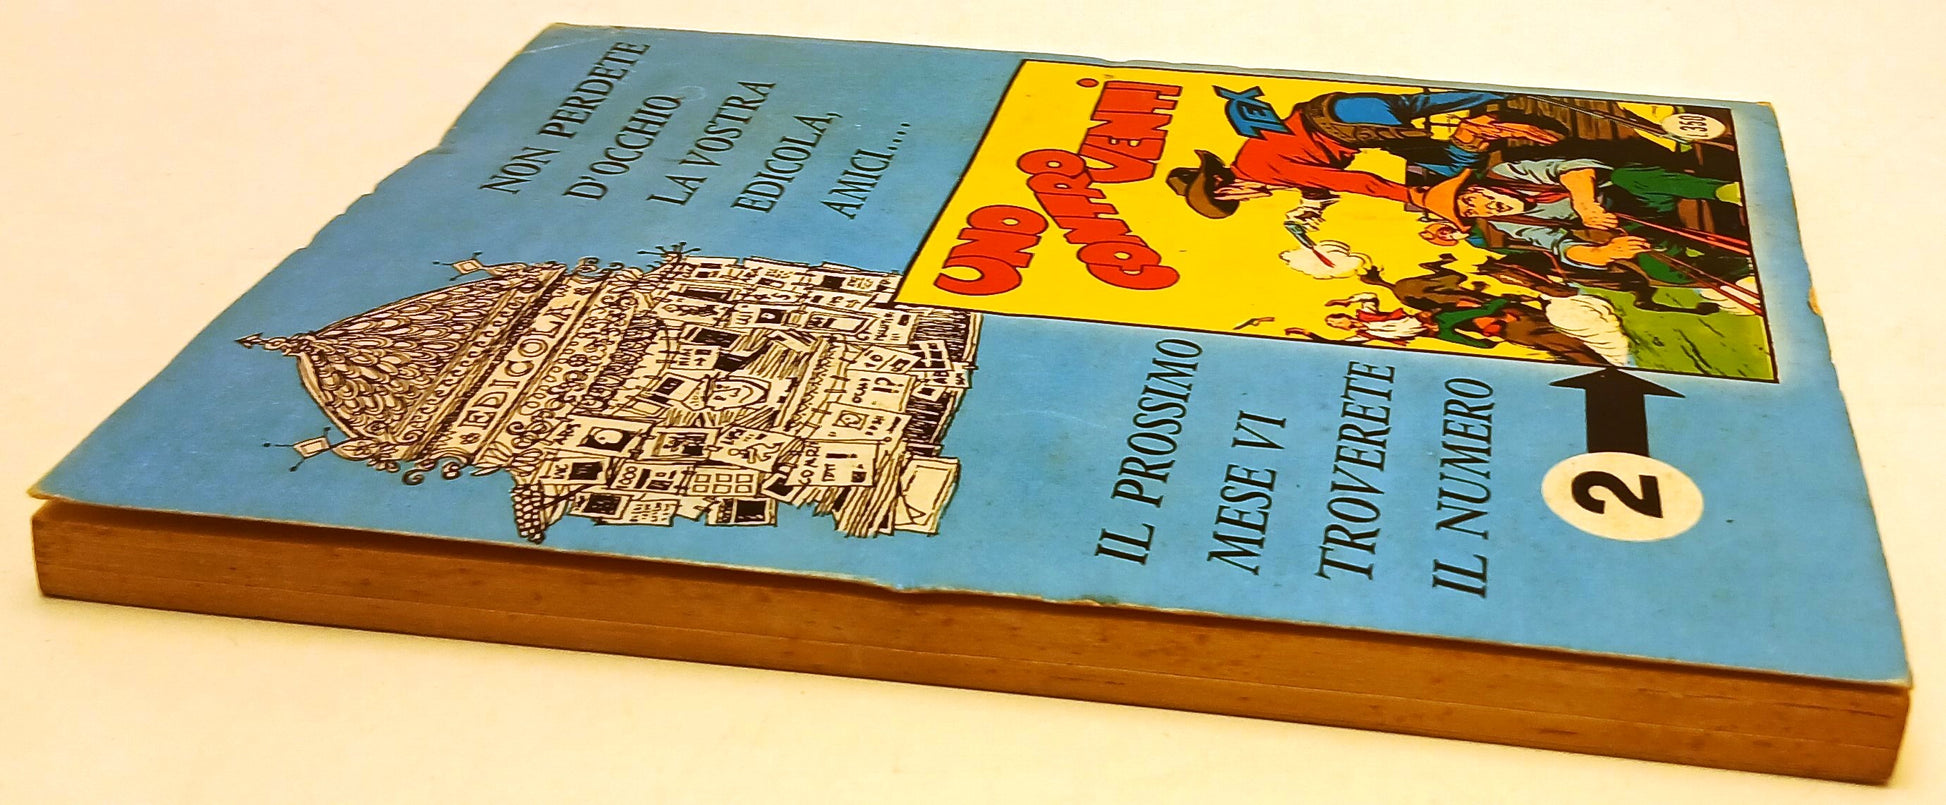 NON PERDETE
D'OCCHIO
LA VOSTRA
EDICOLA,
AMICI.....
EDICOLA
UNO
CONTRO
VENTI
TEX
L. 350
IL PROSSIMO
MESE VI
TROVERETE
IL NUMERO
2